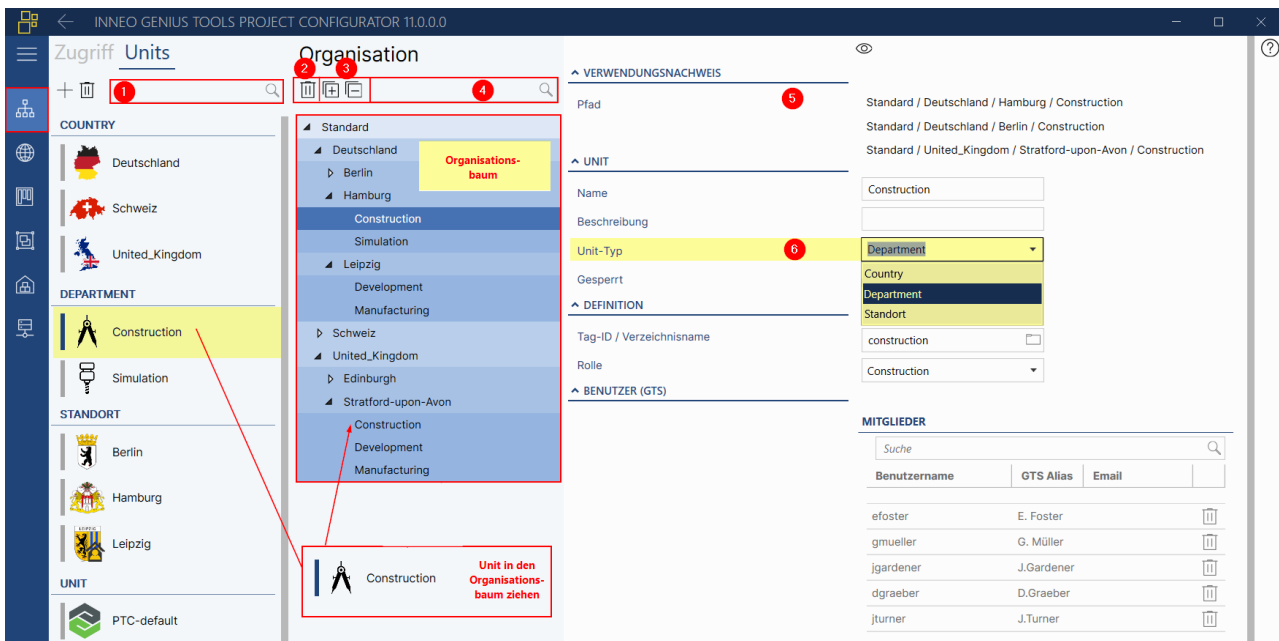 INNEO GENIUS TOOLS PROJECT CONFIGURATOR 11.0.0.0
Zugriff Units
1
COUNTRY
Deutschland
Schweiz
United_Kingdom
DEPARTMENT
Construction
Simulation
STANDORT
Berlin
Hamburg
Leipzig
UNIT
PTC-default
Organisation
2
3
4
Standard
Deutschland
Berlin
Hamburg
Construction
Simulation
Leipzig
Development
Manufacturing
Schweiz
United_Kingdom
Edinburgh
Stratford-upon-Avon
Construction
Development
Manufacturing
Organisations-
baum
Construction
Unit in den
Organisations-
baum ziehen
VERWENDUNGSNACHWEIS
Pfad
5
Standard / Deutschland / Hamburg / Construction
Standard / Deutschland / Berlin / Construction
Standard / United_Kingdom / Stratford-upon-Avon / Construction
UNIT
Name
Construction
Beschreibung
Unit-Typ
6
Department
Country
Department
Standort
Gesperrt
DEFINITION
Tag-ID / Verzeichnisname
construction
Rolle
Construction
BENUTZER (GTS)
MITGLIEDER
Suche
Benutzername GTS Alias Email
efoster E. Foster
gmueller G. Müller
jgardener J.Gardener
dgraeber D.Graeber
jturner J.Turner